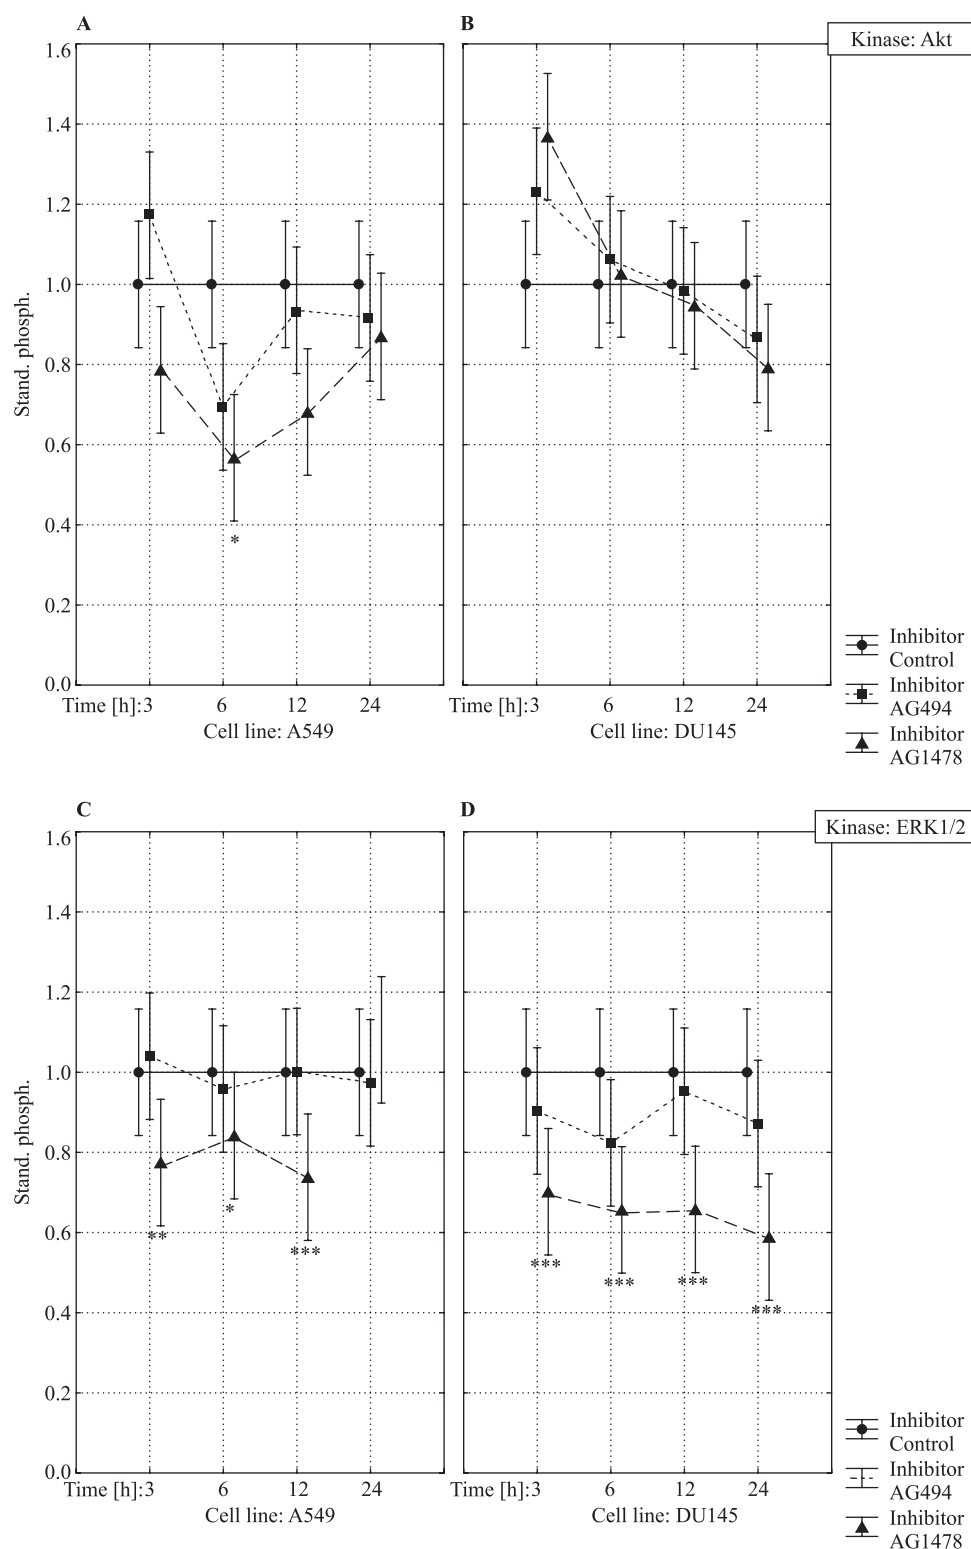 A
B
Kinase: Akt
1.6
1.4
1.2
1.0
0.8
0.6
0.4
0.2
0.0
Stand. phosph.
*
Time [h]:3 6 12 24
3 6 12 24
Cell line: A549
Cell line: DU145
Inhibitor
Control
Inhibitor
AG494
Inhibitor
AG1478
C
D
Kinase: ERK1/2
1.6
1.4
1.2
1.0
0.8
0.6
0.4
0.2
0.0
Stand. phosph.
** * ***
*** *** *** ***
Time [h]:3 6 12 24
Time [h]:3 6 12 24
Cell line: A549
Cell line: DU145
Inhibitor
Control
Inhibitor
AG494
Inhibitor
AG1478